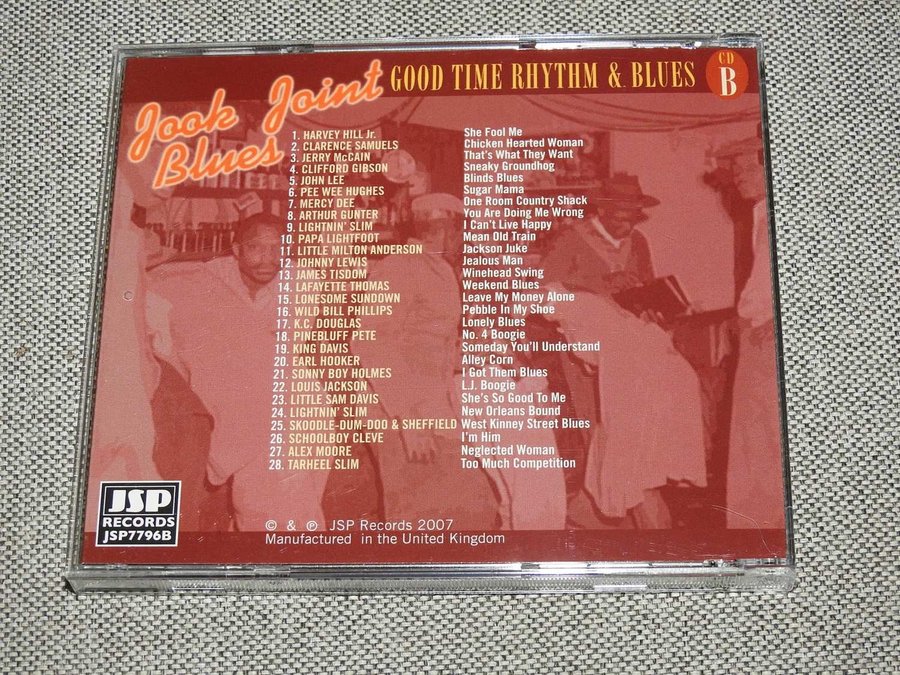 Jook Joint
Blues
GOOD TIME RHYTHM & BLUES
CD
B
1. HARVEY HILL Jr. She Fool Me
2. CLARENCE SAMUELS Chicken Hearted Woman
3. JERRY McCAIN That's What They Want
4. CLIFFORD GIBSON Sneaky Groundhog
5. JOHN LEE Blinds Blues
6. PEE WEE HUGHES Sugar Mama
7. MERCY DEE One Room Country Shack
8. ARTHUR GUNTER You Are Doing Me Wrong
9. LIGHTNIN' SLIM I Can't Live Happy
10. PAPA LIGHTFOOT Mean Old Train
11. LITTLE MILTON ANDERSON Jackson Juke
12. JOHNNY LEWIS Jealous Man
13. JAMES TISDOM Winehead Swing
14. LAFAYETTE THOMAS Weekend Blues
15. LONESOME SUNDOWN Leave My Money Alone
16. WILD BILL PHILLIPS Pebble In My Shoe
17. K.C. DOUGLAS Lonely Blues
18. PINEBLUFF PETE No. 4 Boogie
19. KING DAVIS Someday You'll Understand
20. EARL HOOKER Alley Corn
21. SONNY BOY HOLMES I Got Them Blues
22. LOUIS JACKSON L.J. Boogie
23. LITTLE SAM DAVIS She's So Good To Me
24. LIGHTNIN' SLIM New Orleans Bound
25. SKOODLE-DUM-DOO & SHEFFIELD West Kinney Street Blues
26. SCHOOLBOY CLEVE I'm Him
27. ALEX MOORE Neglected Woman
28. TARHEEL SLIM Too Much Competition
JSP
RECORDS
JSP7796B
© & ℗ JSP Records 2007
Manufactured in the United Kingdom